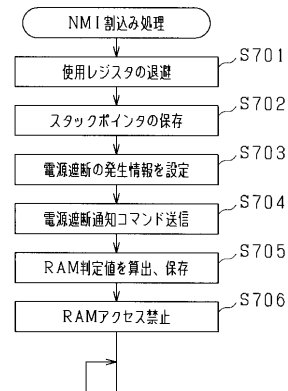 NMI割込み処理
使用レジスタの退避
S701
スタックポインタの保存
S702
電源遮断の発生情報を設定
S703
電源遮断通知コマンド送信
S704
RAM判定値を算出、保存
S705
RAMアクセス禁止
S706